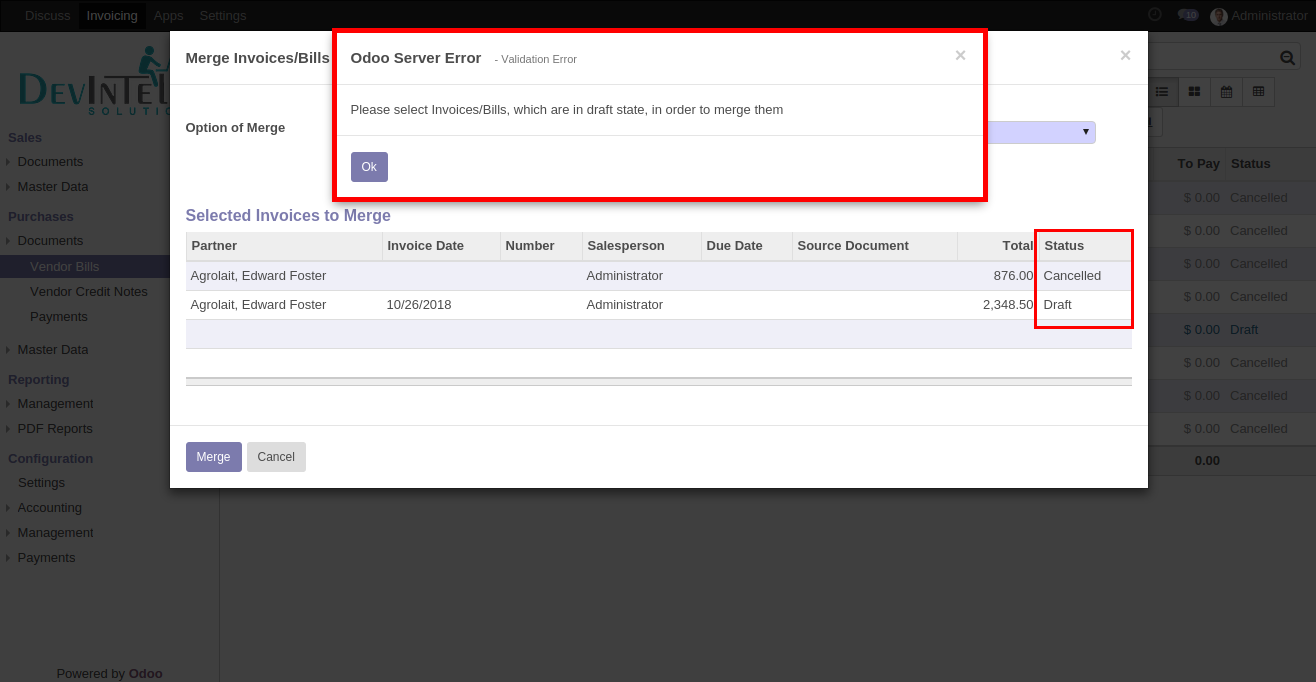 Discuss Invoicing Apps Settings 10 Administrator
DEVINTEL
SOLUTIO
Sales
Documents
Master Data
Purchases
Documents
Vendor Bills
Vendor Credit Notes
Payments
Master Data
Reporting
Management
PDF Reports
Configuration
Settings
Accounting
Management
Payments
Powered by Odoo
Merge Invoices/Bills
×
Odoo Server Error - Validation Error ×
Please select Invoices/Bills, which are in draft state, in order to merge them
Ok
Option of Merge
Selected Invoices to Merge
Partner Invoice Date Number Salesperson Due Date Source Document Total Status
Agrolait, Edward Foster Administrator 876.00 Cancelled
Agrolait, Edward Foster 10/26/2018 Administrator 2,348.50 Draft
Merge Cancel
To Pay Status
$ 0.00 Cancelled
$ 0.00 Cancelled
$ 0.00 Cancelled
$ 0.00 Cancelled
$ 0.00 Draft
$ 0.00 Cancelled
$ 0.00 Cancelled
$ 0.00 Cancelled
0.00